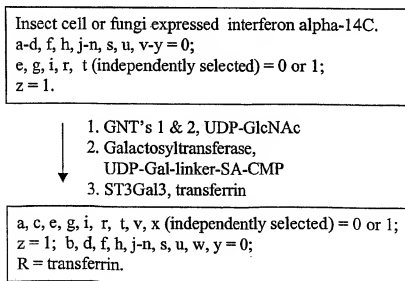 Insect cell or fungi expressed interferon alpha-14C.
a-d, f, h, j-n, s, u, v-y = 0;
e, g, i, r, t (independently selected) = 0 or 1;
z = 1.
1. GNT's 1 & 2, UDP-GlcNAc
2. Galactosyltransferase,
UDP-Gal-linker-SA-CMP
3. ST3Gal3, transferrin
a, c, e, g, i, r, t, v, x (independently selected) = 0 or 1;
z = 1; b, d, f, h, j-n, s, u, w, y = 0;
R = transferrin.